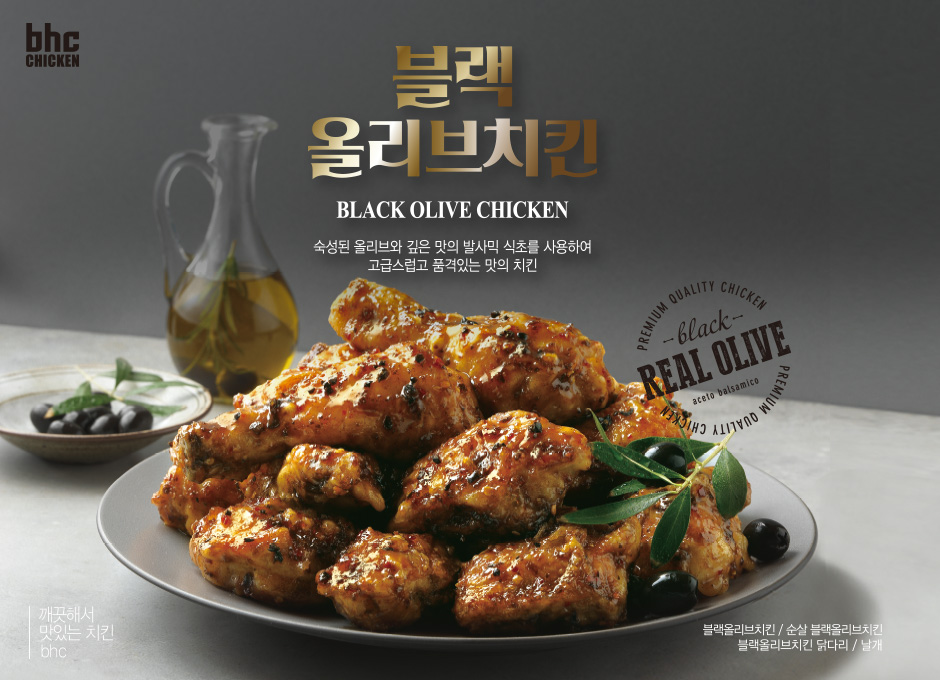 bhc
CHICKEN
블랙
올리브치킨
BLACK OLIVE CHICKEN
숙성된 올리브와 깊은 맛의 발사믹 식초를 사용하여
고급스럽고 품격있는 맛의 치킨
PREMIUM QUALITY CHICKEN
-black-
REAL OLIVE
aceto balsamico
PREMIUM QUALITY CHICKEN
깨끗해서
맛있는 치킨
bhc
블랙올리브치킨 / 순살 블랙올리브치킨
블랙올리브치킨 닭다리 / 날개